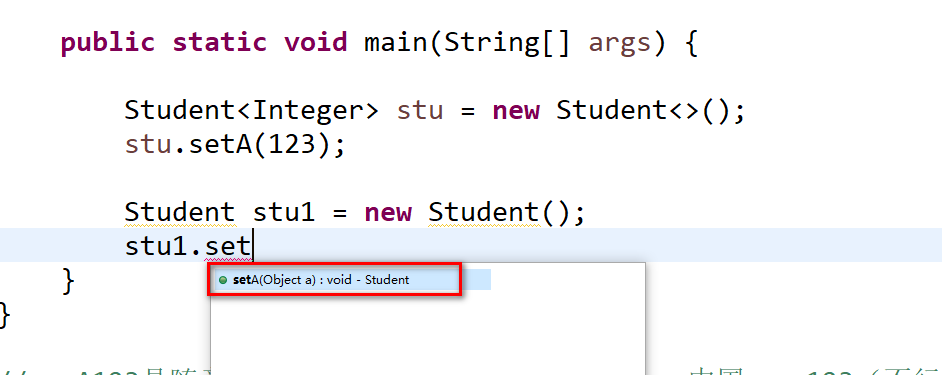 public static void main(String[] args) {
Student<Integer> stu = new Student<>();
stu.setA(123);
Student stu1 = new Student();
stu1.set
setA(Object a) : void - Student
}
}